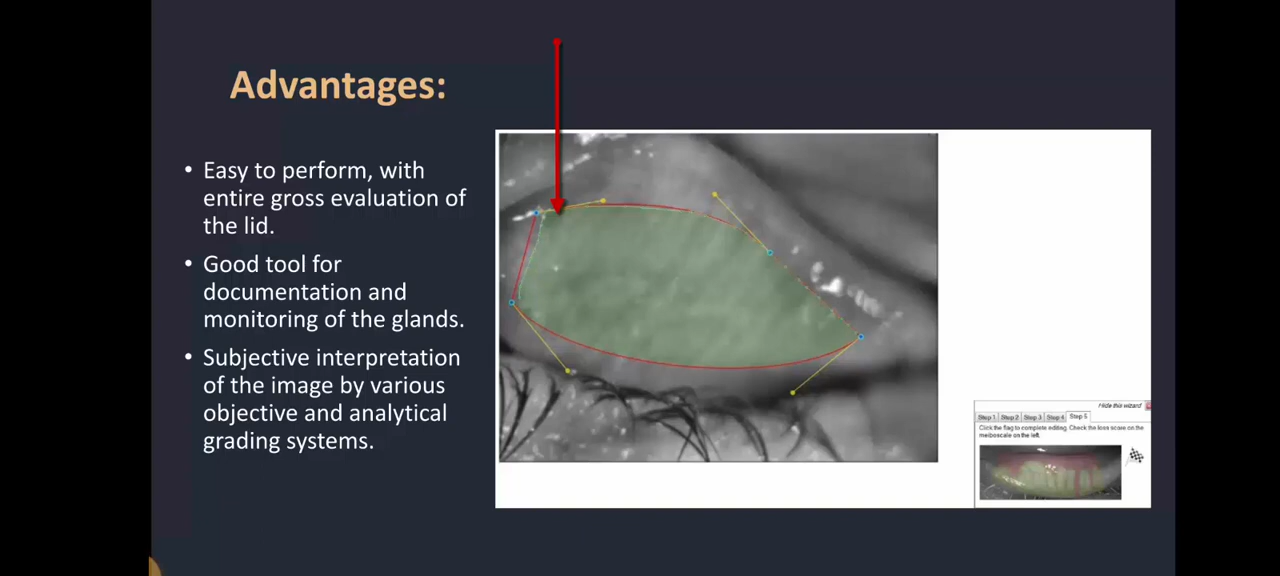 Advantages:
• Easy to perform, with
entire gross evaluation of
the lid.
• Good tool for
documentation and
monitoring of the glands.
• Subjective interpretation
of the image by various
objective and analytical
grading systems.
Hide this wizard
Step 1 Step 2 Step 3 Step 4 Step 5
Click the flag to complete editing. Check the loss score on the
meiboscale on the left.